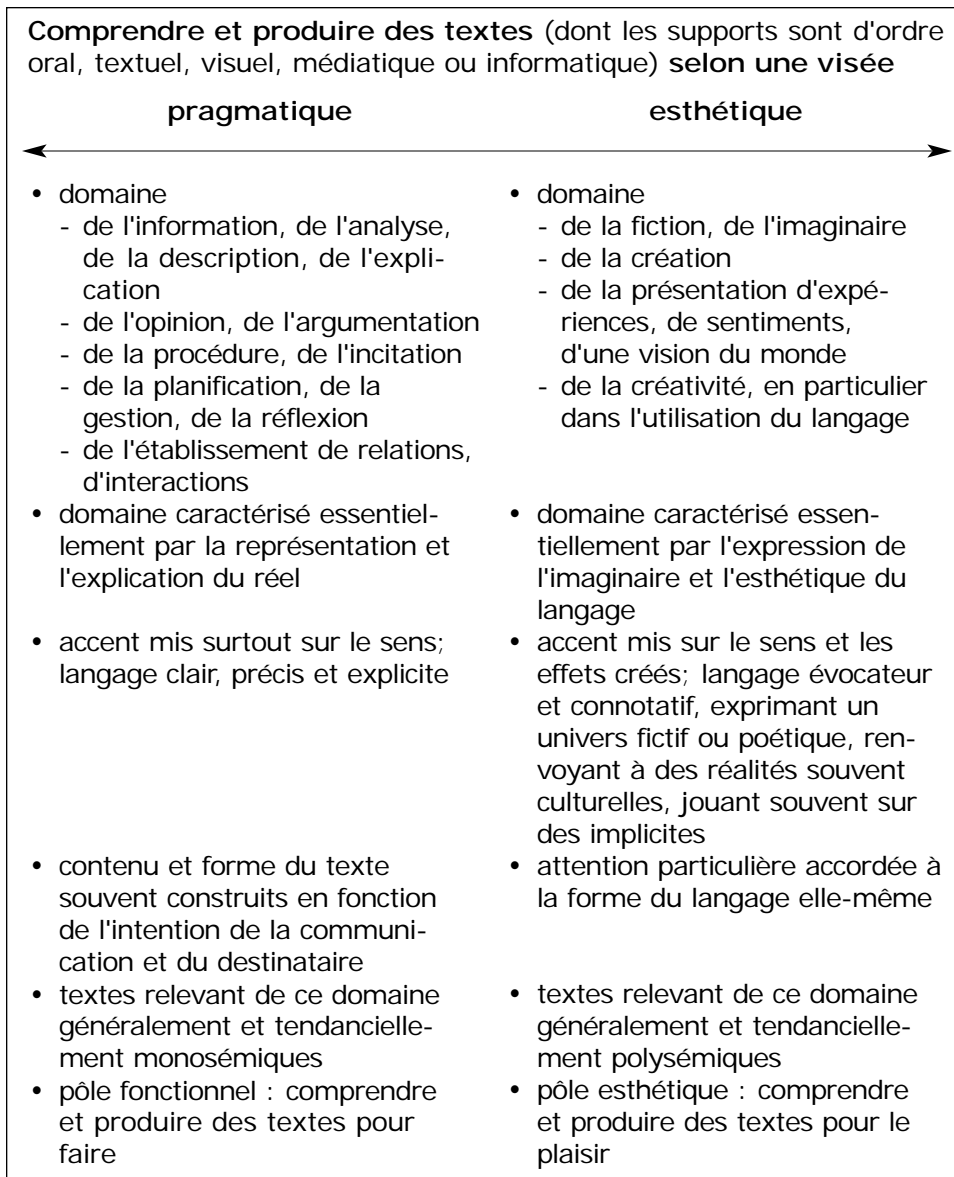 Comprendre et produire des textes (dont les supports sont d'ordre
oral, textuel, visuel, médiatique ou informatique) selon une visée
pragmatique
esthétique
• domaine
- de l'information, de l'analyse,
de la description, de l'expli-
cation
- de l'opinion, de l'argumentation
- de la procédure, de l'incitation
- de la planification, de la
gestion, de la réflexion
- de l'établissement de relations,
d'interactions
• domaine caractérisé essentiel-
lement par la représentation et
l'explication du réel
• accent mis surtout sur le sens;
langage clair, précis et explicite
• contenu et forme du texte
souvent construits en fonction
de l'intention de la communi-
cation et du destinataire
• textes relevant de ce domaine
généralement et tendancielle-
ment monosémiques
• pôle fonctionnel : comprendre
et produire des textes pour
faire
• domaine
- de la fiction, de l'imaginaire
- de la création
- de la présentation d'expé-
riences, de sentiments,
d'une vision du monde
- de la créativité, en particulier
dans l'utilisation du langage
• domaine caractérisé essen-
tiellement par l'expression de
l'imaginaire et l'esthétique du
langage
• accent mis sur le sens et les
effets créés; langage évocateur
et connotatif, exprimant un
univers fictif ou poétique, ren-
voyant à des réalités souvent
culturelles, jouant souvent sur
des implicites
• attention particulière accordée à
la forme du langage elle-même
• textes relevant de ce domaine
généralement et tendancielle-
ment polysémiques
• pôle esthétique : comprendre
et produire des textes pour le
plaisir